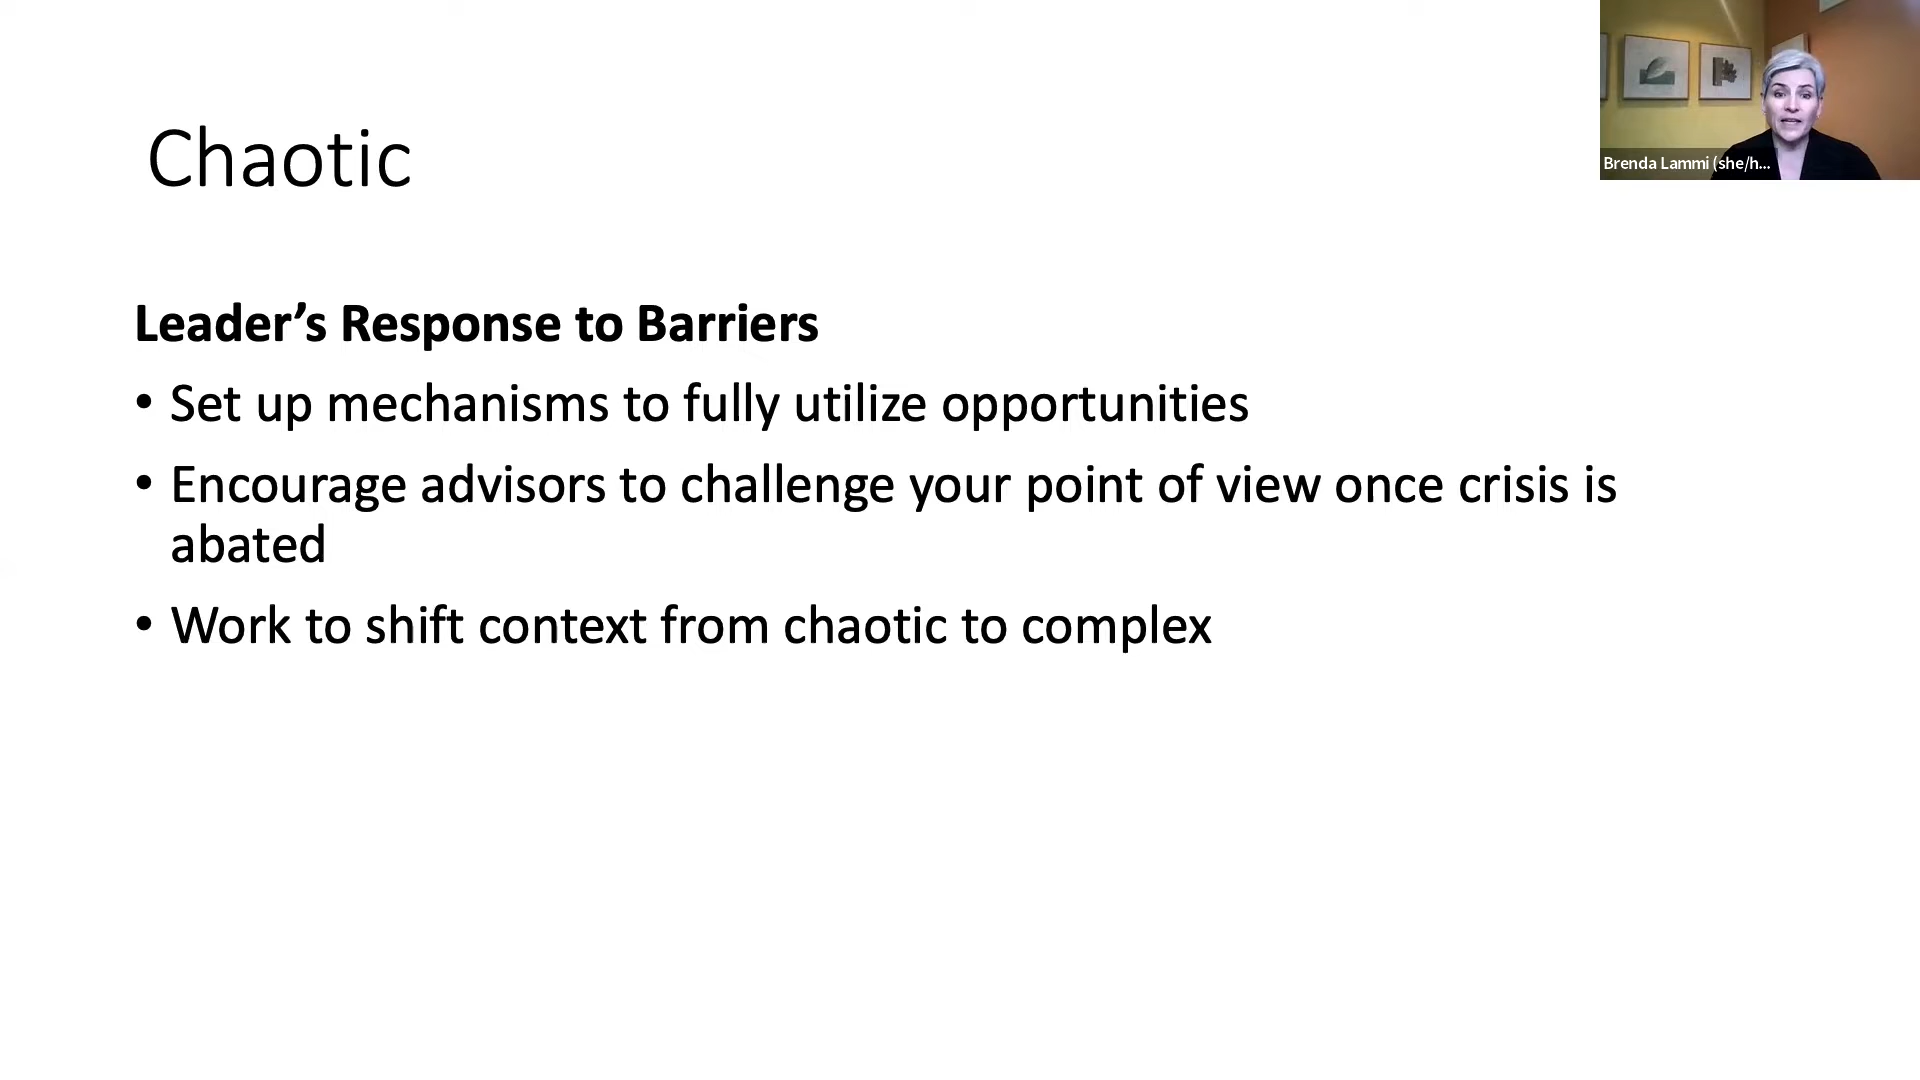 Chaotic
Brenda Lammi (she/h...
Leader’s Response to Barriers
• Set up mechanisms to fully utilize opportunities
• Encourage advisors to challenge your point of view once crisis is
abated
• Work to shift context from chaotic to complex